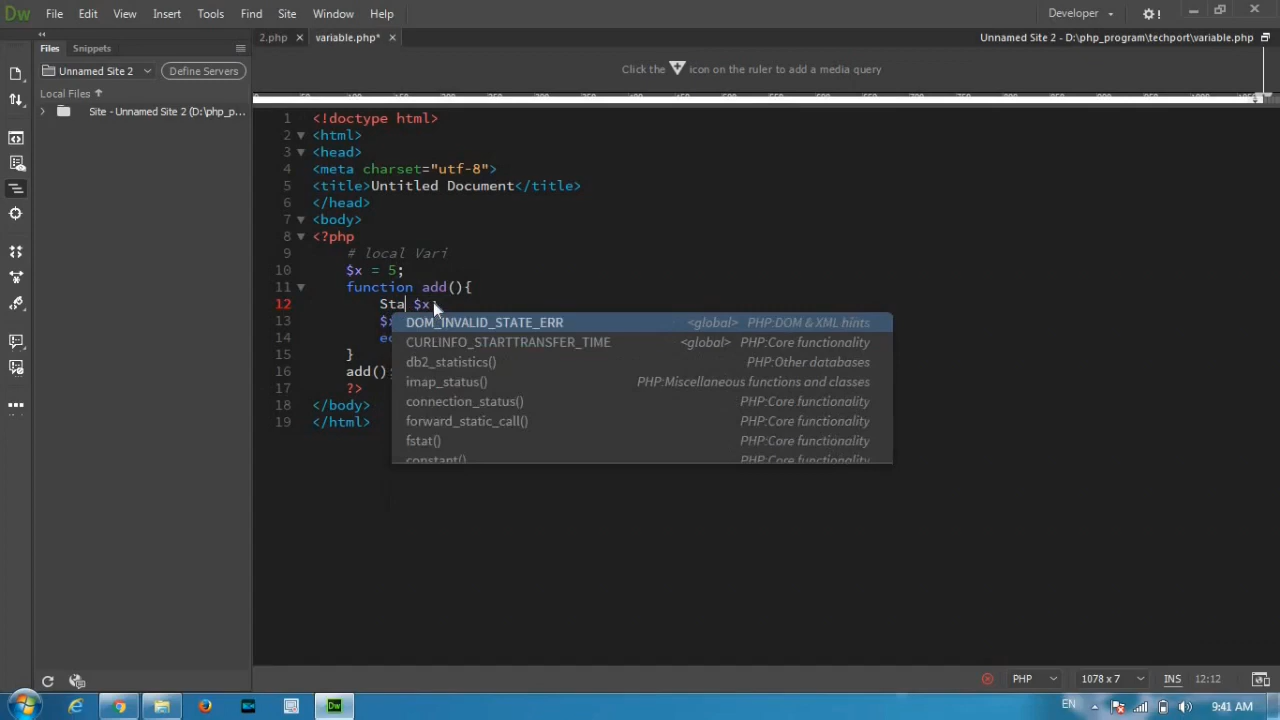 Dw File Edit View Insert Tools Find Site Window Help Developer
2.php variable.php* Unnamed Site 2 - D:\php_program\techport\variable.php
Files Snippets
Unnamed Site 2 Define Servers
Local Files
Site - Unnamed Site 2 (D:\php_p...
Click the icon on the ruler to add a media query
1 <!doctype html>
2 <html>
3 <head>
4 <meta charset="utf-8">
5 <title>Untitled Document</title>
6 </head>
7 <body>
8 <?php
9 # local Vari
10 $x = 5;
11 function add(){
12 Sta $x;
13 $x
14 ec
15 }
16 add();
17 ?>
18 </body>
19 </html>
DOM_INVALID_STATE_ERR <global> PHP:DOM & XML hints
CURLINFO_STARTTRANSFER_TIME <global> PHP:Core functionality
db2_statistics() PHP:Other databases
imap_status() PHP:Miscellaneous functions and classes
connection_status() PHP:Core functionality
forward_static_call() PHP:Core functionality
fstat() PHP:Core functionality
constant() PHP:Core functionality
PHP 1078 x 7 INS 12:12
Dw EN 9:41 AM